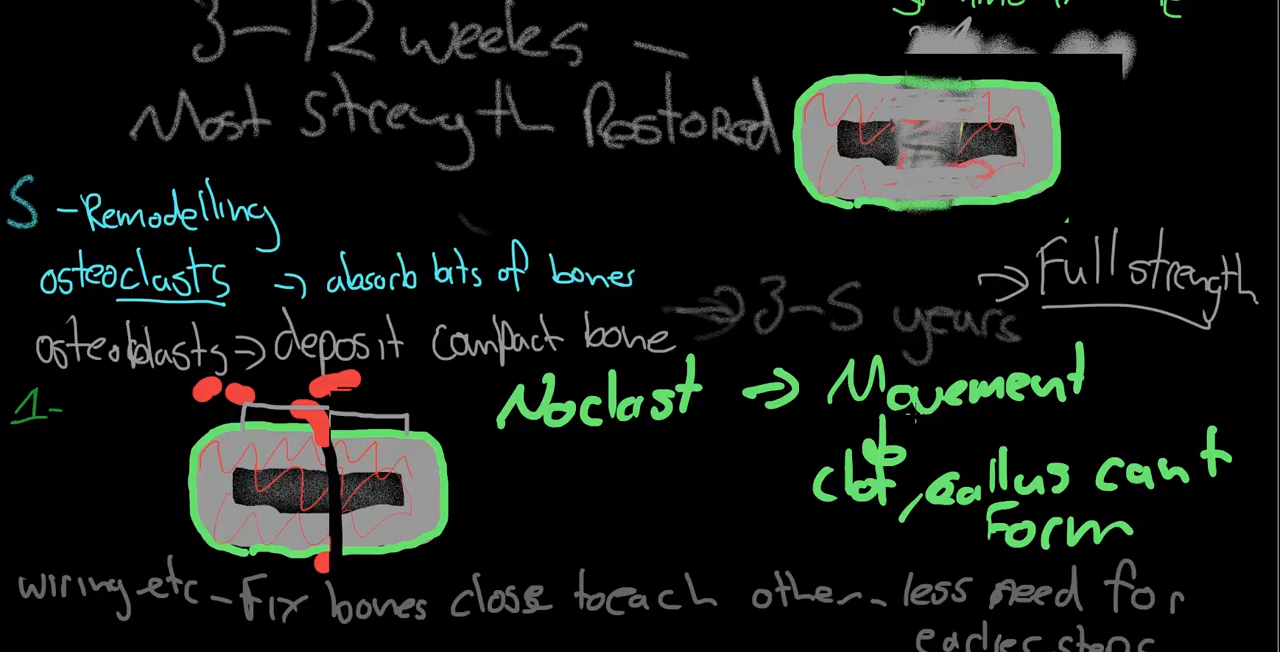 3-12 weeks -
Most Strength Restored
5 - Remodelling
osteoclasts → absorb bits of bones
osteoblasts → deposit compact bone → 3-5 years → Full strength
1-
No clast → Movement
clot, callus can't
Form
wiring etc - Fix bones close to each other - less need for
earlier steps